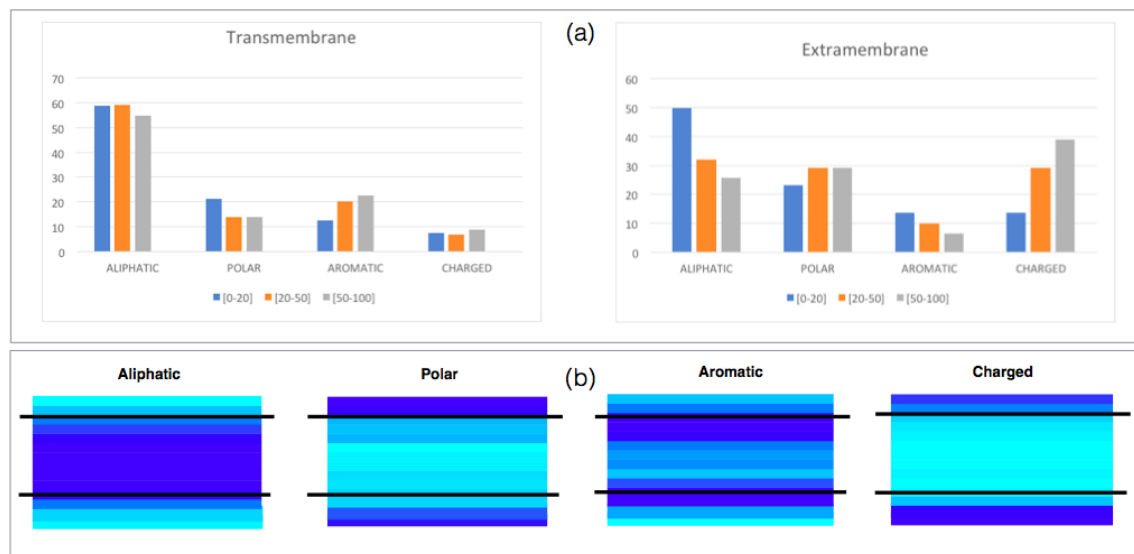 (a)
Transmembrane
70
60
50
40
30
20
10
0
ALIPHATIC POLAR AROMATIC CHARGED
[0-20] [20-50] [50-100]
Extramembrane
60
50
40
30
20
10
0
ALIPHATIC POLAR AROMATIC CHARGED
[0-20] [20-50] [50-100]
(b)
Aliphatic Polar Aromatic Charged